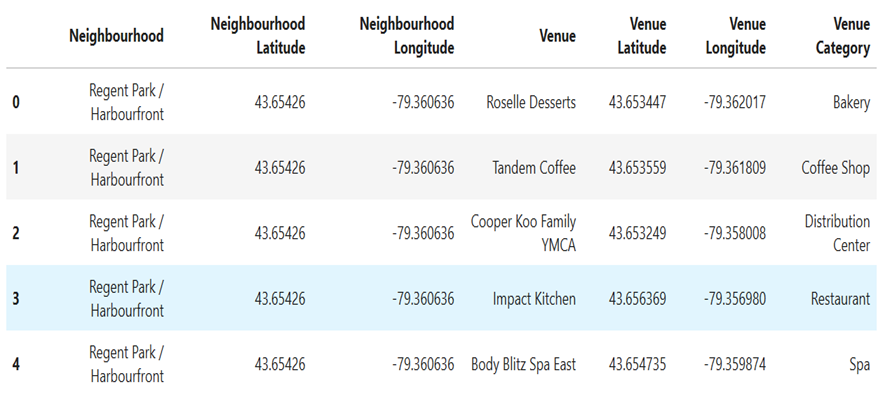 Neighbourhood Neighbourhood Latitude Neighbourhood Longitude Venue Venue Latitude Venue Longitude Venue Category
0 Regent Park / Harbourfront 43.65426 -79.360636 Roselle Desserts 43.653447 -79.362017 Bakery
1 Regent Park / Harbourfront 43.65426 -79.360636 Tandem Coffee 43.653559 -79.361809 Coffee Shop
2 Regent Park / Harbourfront 43.65426 -79.360636 Cooper Koo Family YMCA 43.653249 -79.358008 Distribution Center
3 Regent Park / Harbourfront 43.65426 -79.360636 Impact Kitchen 43.656369 -79.356980 Restaurant
4 Regent Park / Harbourfront 43.65426 -79.360636 Body Blitz Spa East 43.654735 -79.359874 Spa